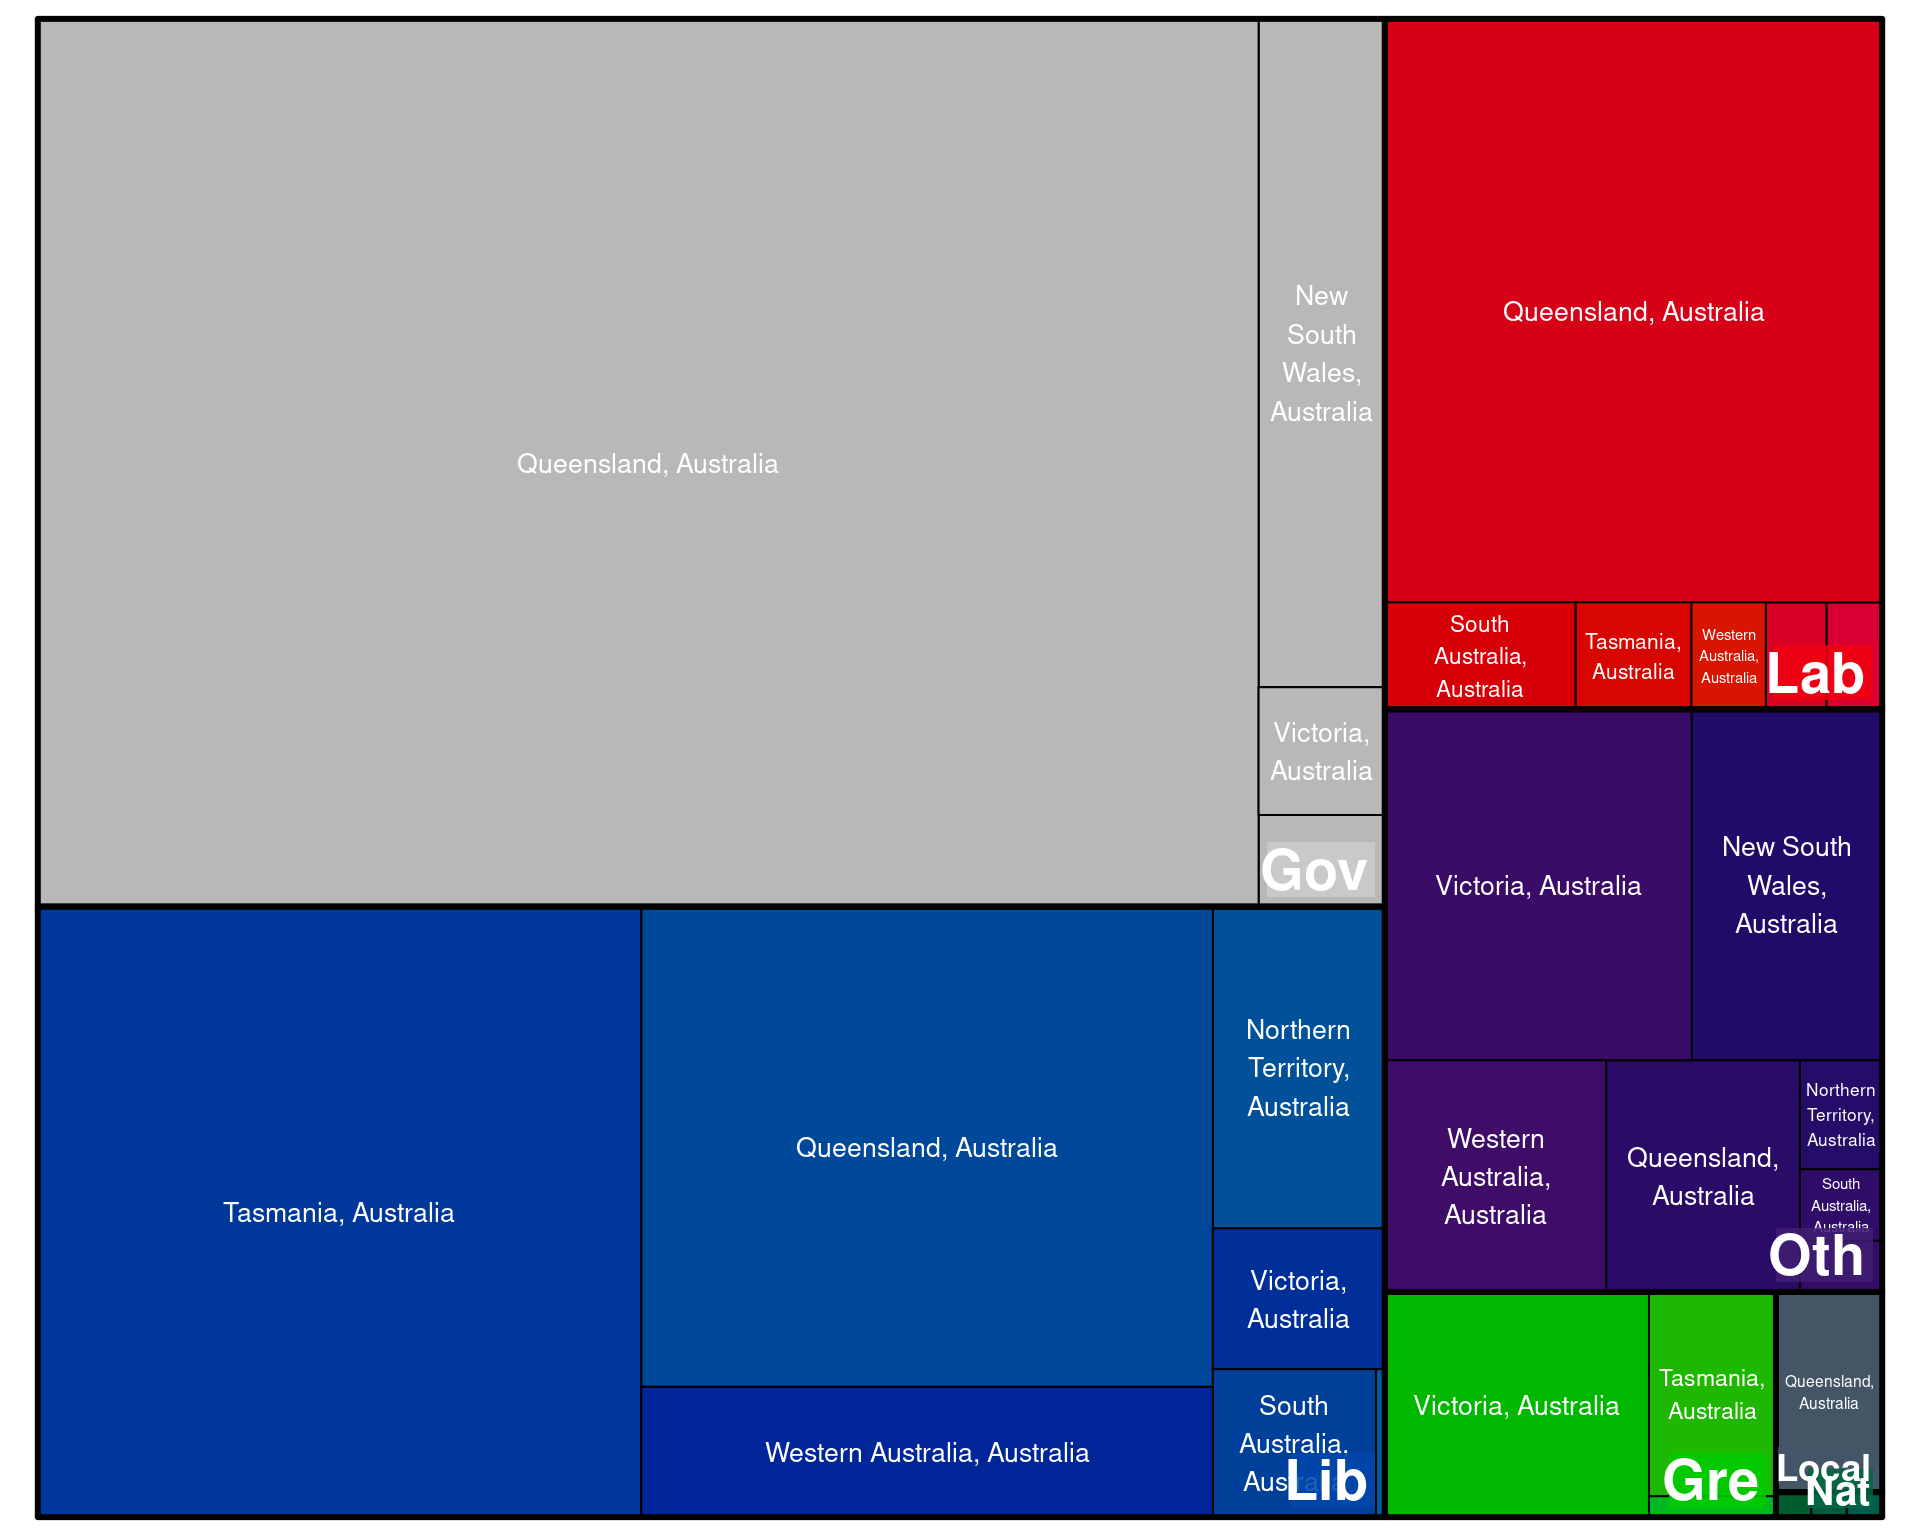 Queensland, Australia
New
South
Wales,
Australia
Victoria,
Australia
Gov
Queensland, Australia
South
Australia,
Australia
Tasmania,
Australia
Western
Australia,
Australia
Lab
Tasmania, Australia
Queensland, Australia
Western Australia, Australia
Northern
Territory,
Australia
Victoria,
Australia
South
Australia,
Australia
Lib
Victoria, Australia
New South
Wales,
Australia
Western
Australia,
Australia
Queensland,
Australia
Northern
Territory,
Australia
South
Australia,
Australia
Oth
Victoria, Australia
Tasmania,
Australia
Gre
Queensland,
Australia
Local
Nat